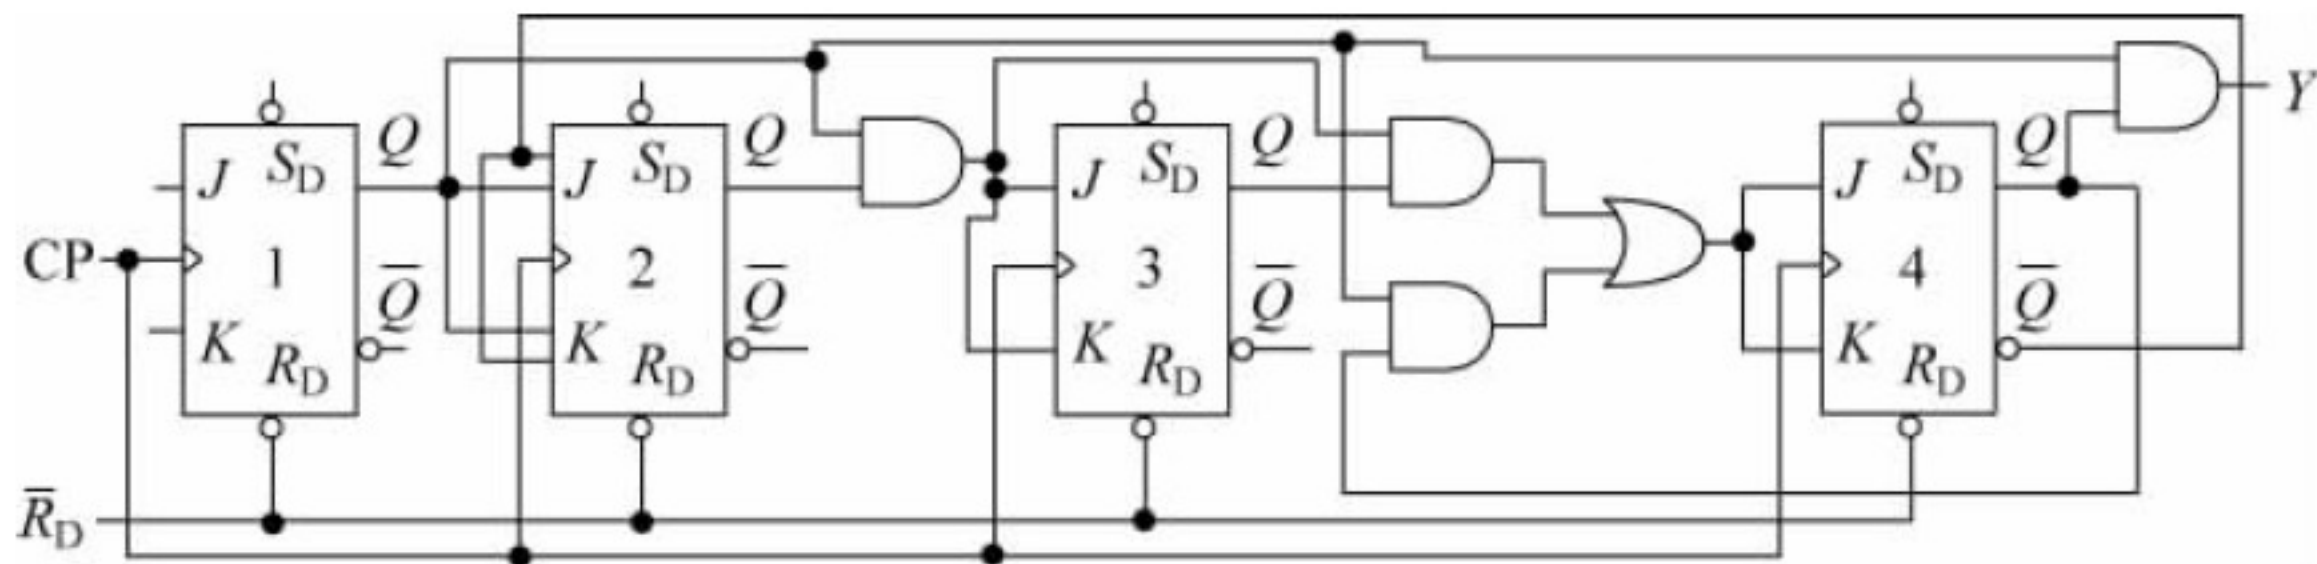 Y
Q Q Q Q
J S_D J S_D J S_D J S_D
CP 1 2 3 4
Q̅ Q̅ Q̅ Q̅
K R_D K R_D K R_D K R_D
R̅_D